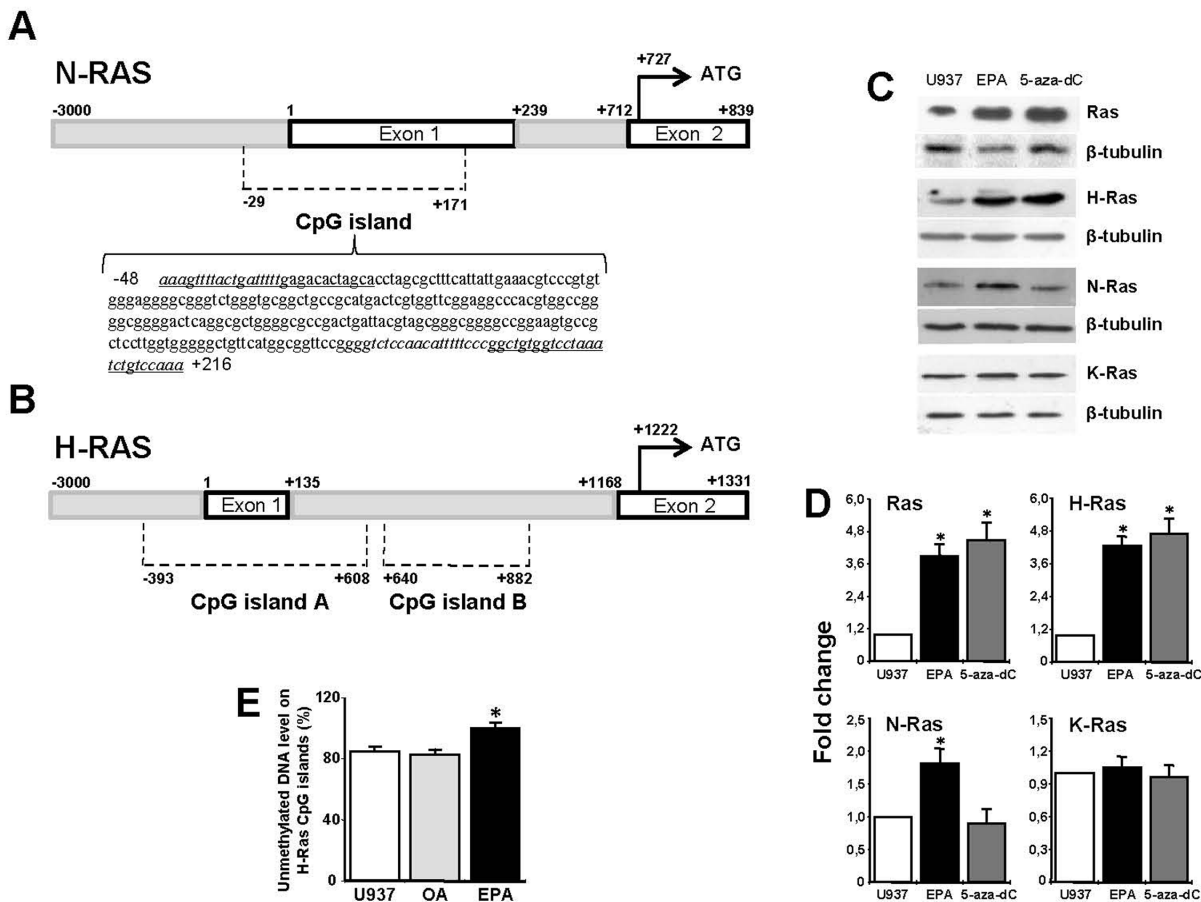 A
N-RAS
+727
ATG
-3000
1
+239
+712
+839
Exon 1
Exon 2
-29
+171
CpG island
-48 aaagttttactgatttttgagacactagcacctagcgctttcattattgaaacgtcccgtgt
gggaggggcgggtctgggtgcggctgccgcatgactcgtggttcggaggcccacgtggccggg
gcggggactcaggcgctggggcgccgactgattacgtagcgggcggggccggaagtgccg
ctccttggtgggggctgttcatggcggttccggggtctccaacatttttcccggctgtggtcctaaa
tctgtccaaa +216
B
H-RAS
+1222
ATG
-3000
1
+135
+1168
+1331
Exon 1
Exon 2
-393
+608
+640
+882
CpG island A
CpG island B
C
U937 EPA 5-aza-dC
Ras
β-tubulin
H-Ras
β-tubulin
N-Ras
β-tubulin
K-Ras
β-tubulin
D
Fold change
Ras
6,0
4,8
3,6
2,4
1,2
0
*
*
U937 EPA 5-aza-dC
H-Ras
6,0
4,8
3,6
2,4
1,2
0
*
*
U937 EPA 5-aza-dC
N-Ras
2,5
2,0
1,5
1,0
0,5
0,5
*
U937 EPA 5-aza-dC
K-Ras
1,5
1,2
0,9
0,6
0,3
0,3
U937 EPA 5-aza-dC
E
Unmethylated DNA level on
H-Ras CpG islands (%)
120
80
40
0
*
U937 OA EPA